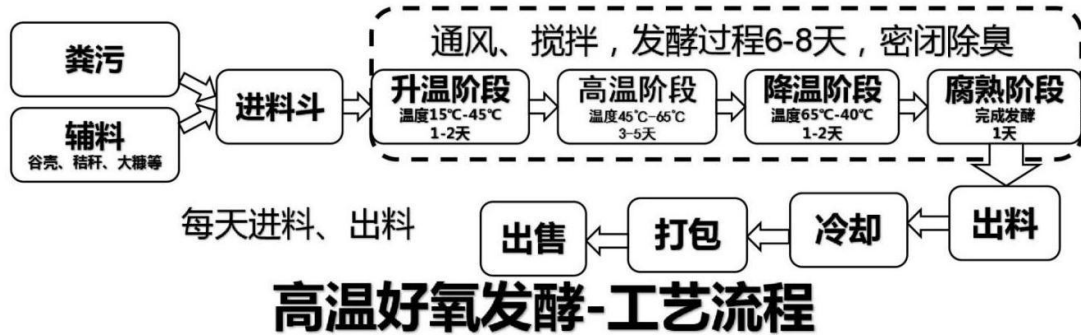 通风、搅拌，发酵过程6-8天，密闭除臭
粪污
辅料
谷壳、秸秆、大糠等
进料斗
升温阶段
温度15℃-45℃
1-2天
高温阶段
温度45℃-65℃
3-5天
降温阶段
温度65℃-40℃
1-2天
腐熟阶段
完成发酵
1天
出料
冷却
打包
出售
每天进料、出料
高温好氧发酵-工艺流程